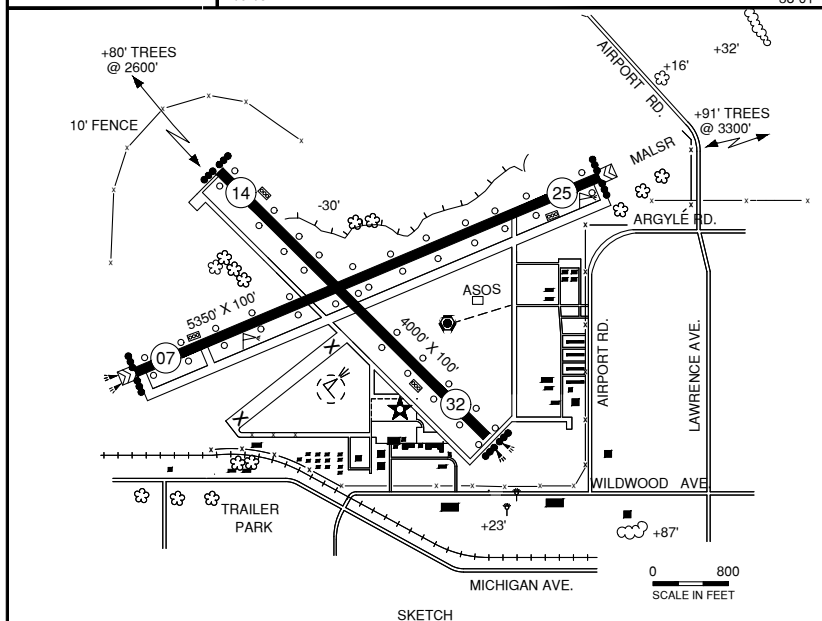 +80' TREES
@ 2600'
10' FENCE
AIRPORT RD.
+32'
+16'
+91' TREES
@ 3300'
MALSR
14
25
-30'
ARGYLE RD.
5350' X 100'
ASOS
4000' X 100'
07
32
AIRPORT RD.
LAWRENCE AVE.
X
X
WILDWOOD AVE.
TRAILER
PARK
+23'
+87'
0 800
SCALE IN FEET
MICHIGAN AVE.
SKETCH